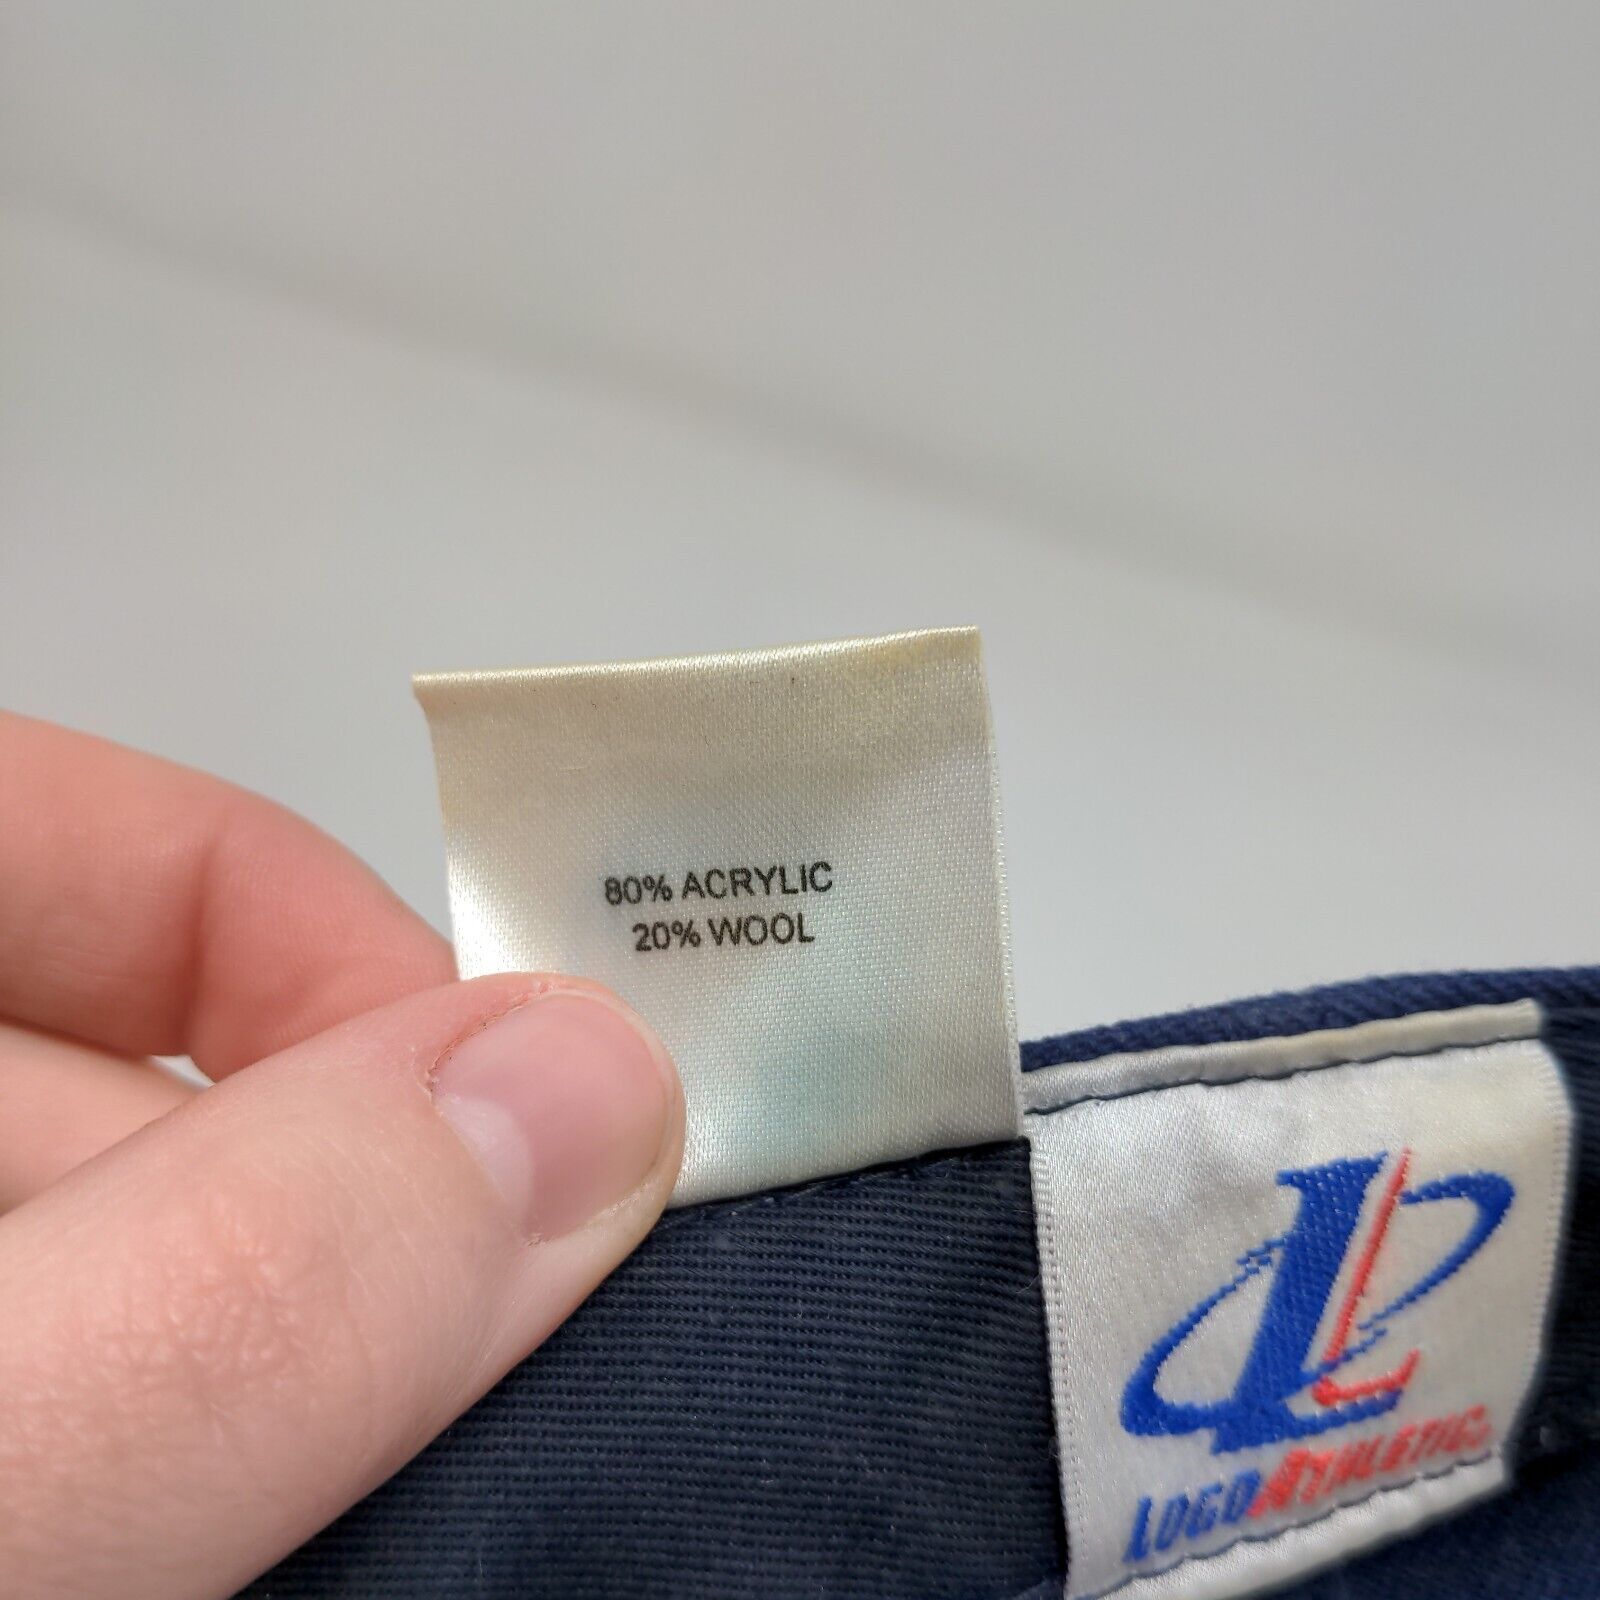 80% ACRYLIC
20% WOOL
L
LOGO ATHLETIC